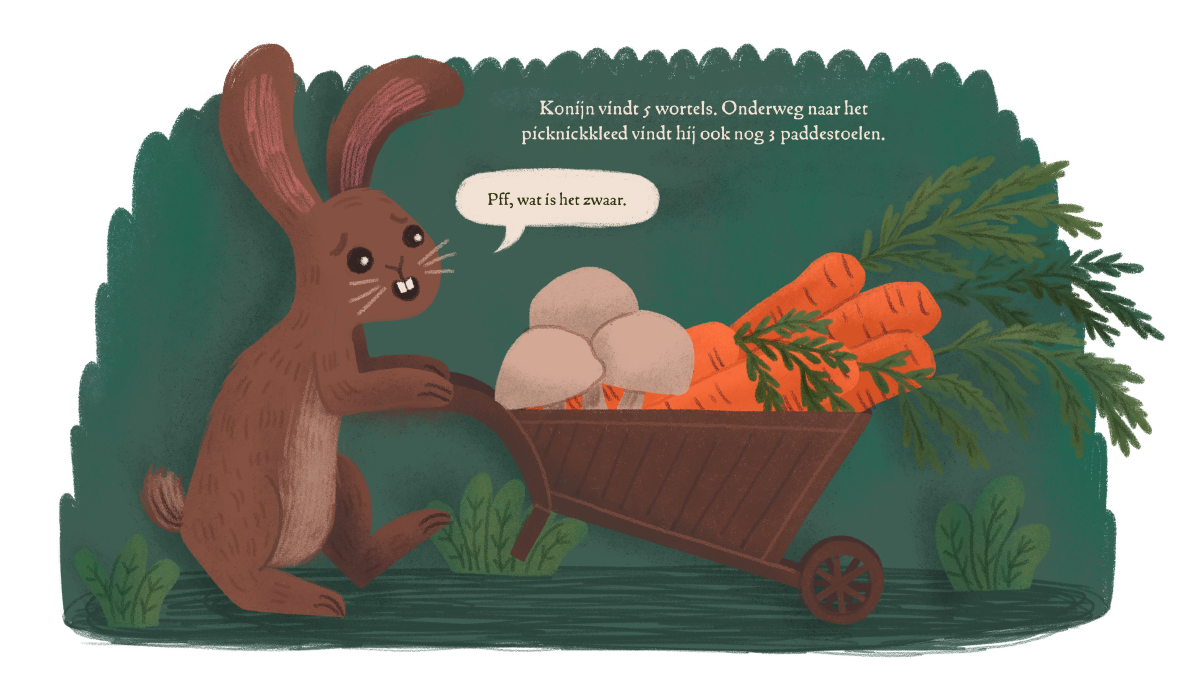 Konijn vindt 5 wortels. Onderweg naar het
picknickkleed vindt hij ook nog 3 paddestoelen.
Pff, wat is het zwaar.